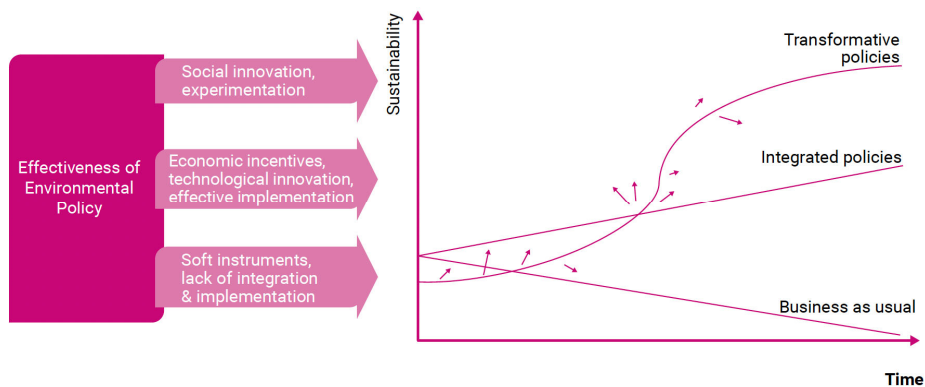 Effectiveness of
Environmental
Policy
Social innovation,
experimentation
Economic incentives,
technological innovation,
effective implementation
Soft instruments,
lack of integration
& implementation
Sustainability
Transformative
policies
Integrated policies
Business as usual
Time